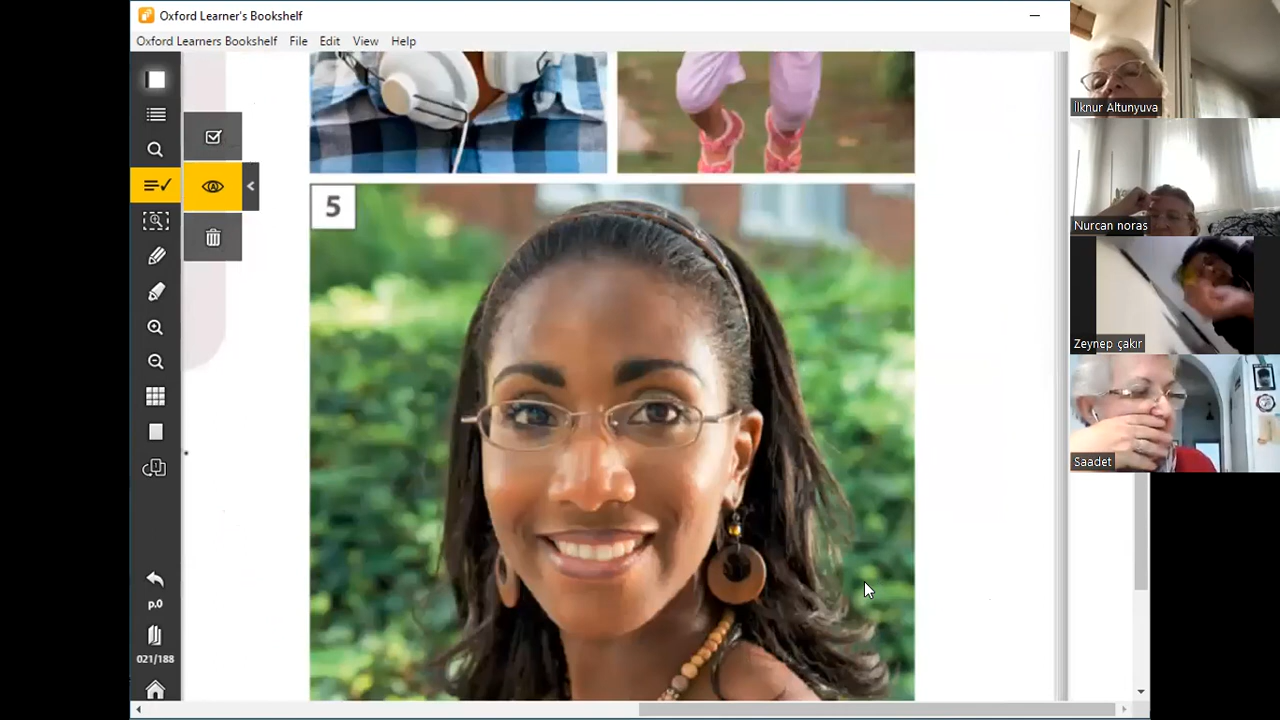 Oxford Learner's Bookshelf
Oxford Learners Bookshelf File Edit View Help
5
p.0
021/188
İlknur Altunyuva
Nurcan noras
Zeynep çakır
Saadet